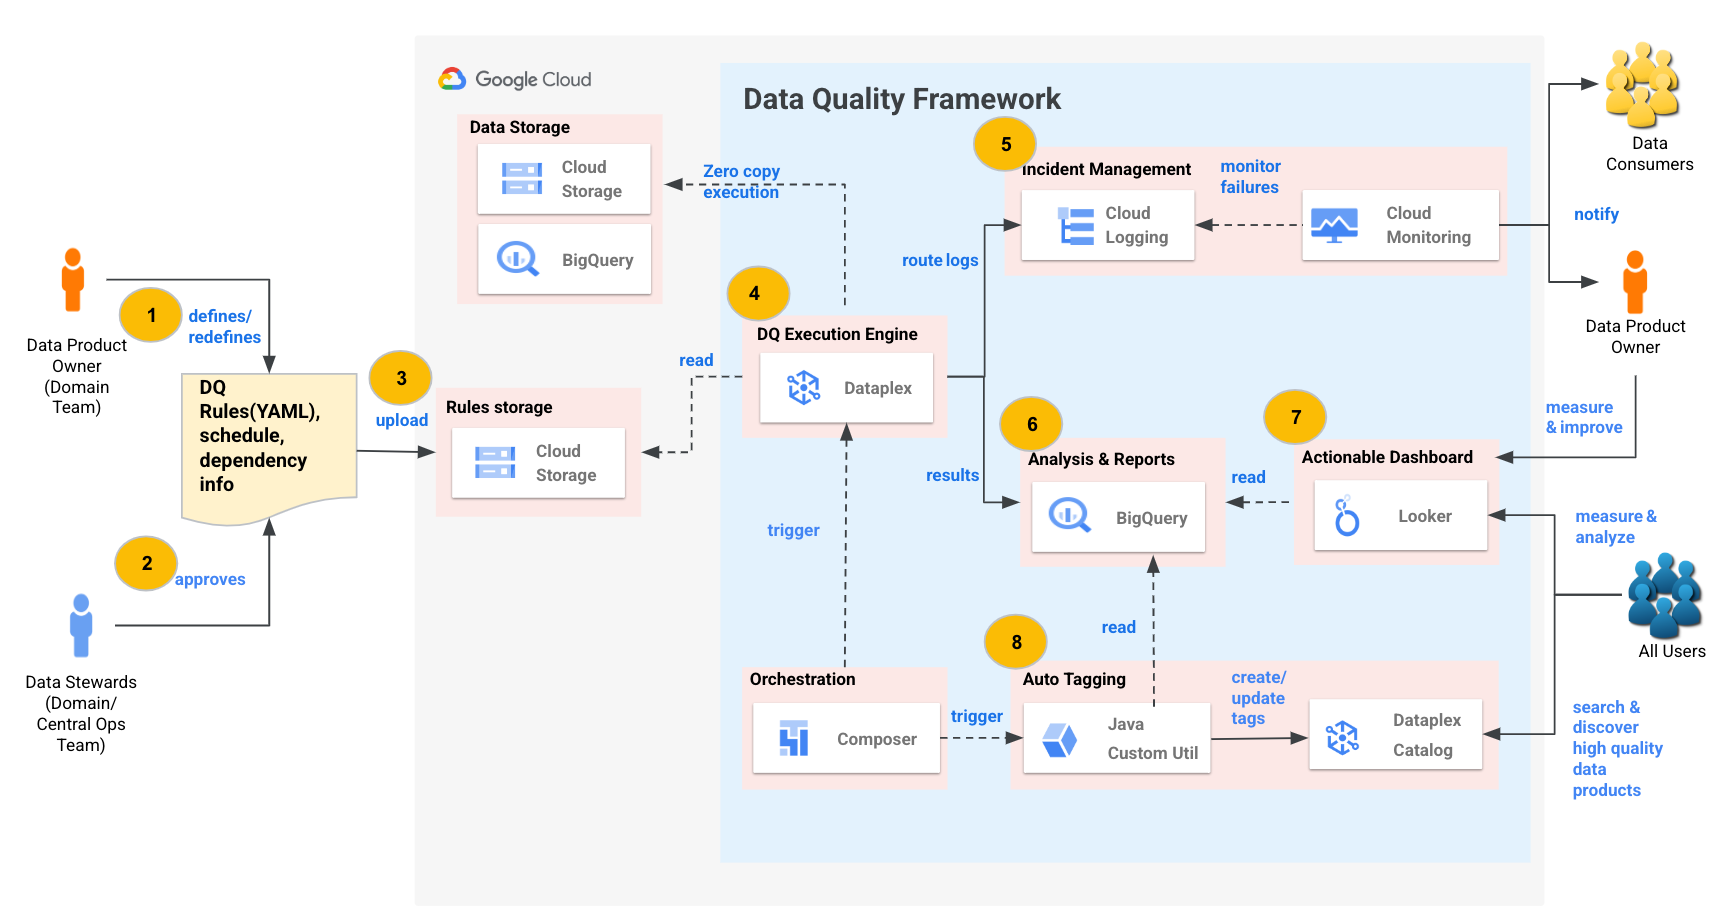 Google Cloud
Data Quality Framework
Data Storage
Cloud
Storage
BigQuery
Zero copy
execution
5
Incident Management
Cloud
Logging
monitor
failures
Cloud
Monitoring
Data
Consumers
notify
Data Product
Owner
route logs
1
defines/
redefines
Data Product
Owner
(Domain
Team)
DQ
Rules(YAML),
schedule,
dependency
info
2
approves
Data Stewards
(Domain/
Central Ops
Team)
3
upload
Rules storage
Cloud
Storage
read
4
DQ Execution Engine
Dataplex
results
6
Analysis & Reports
BigQuery
read
7
Actionable Dashboard
Looker
measure
& improve
measure &
analyze
All Users
search &
discover
high quality
data
products
trigger
Orchestration
Composer
trigger
8
Auto Tagging
Java
Custom Util
read
create/
update
tags
Dataplex
Catalog